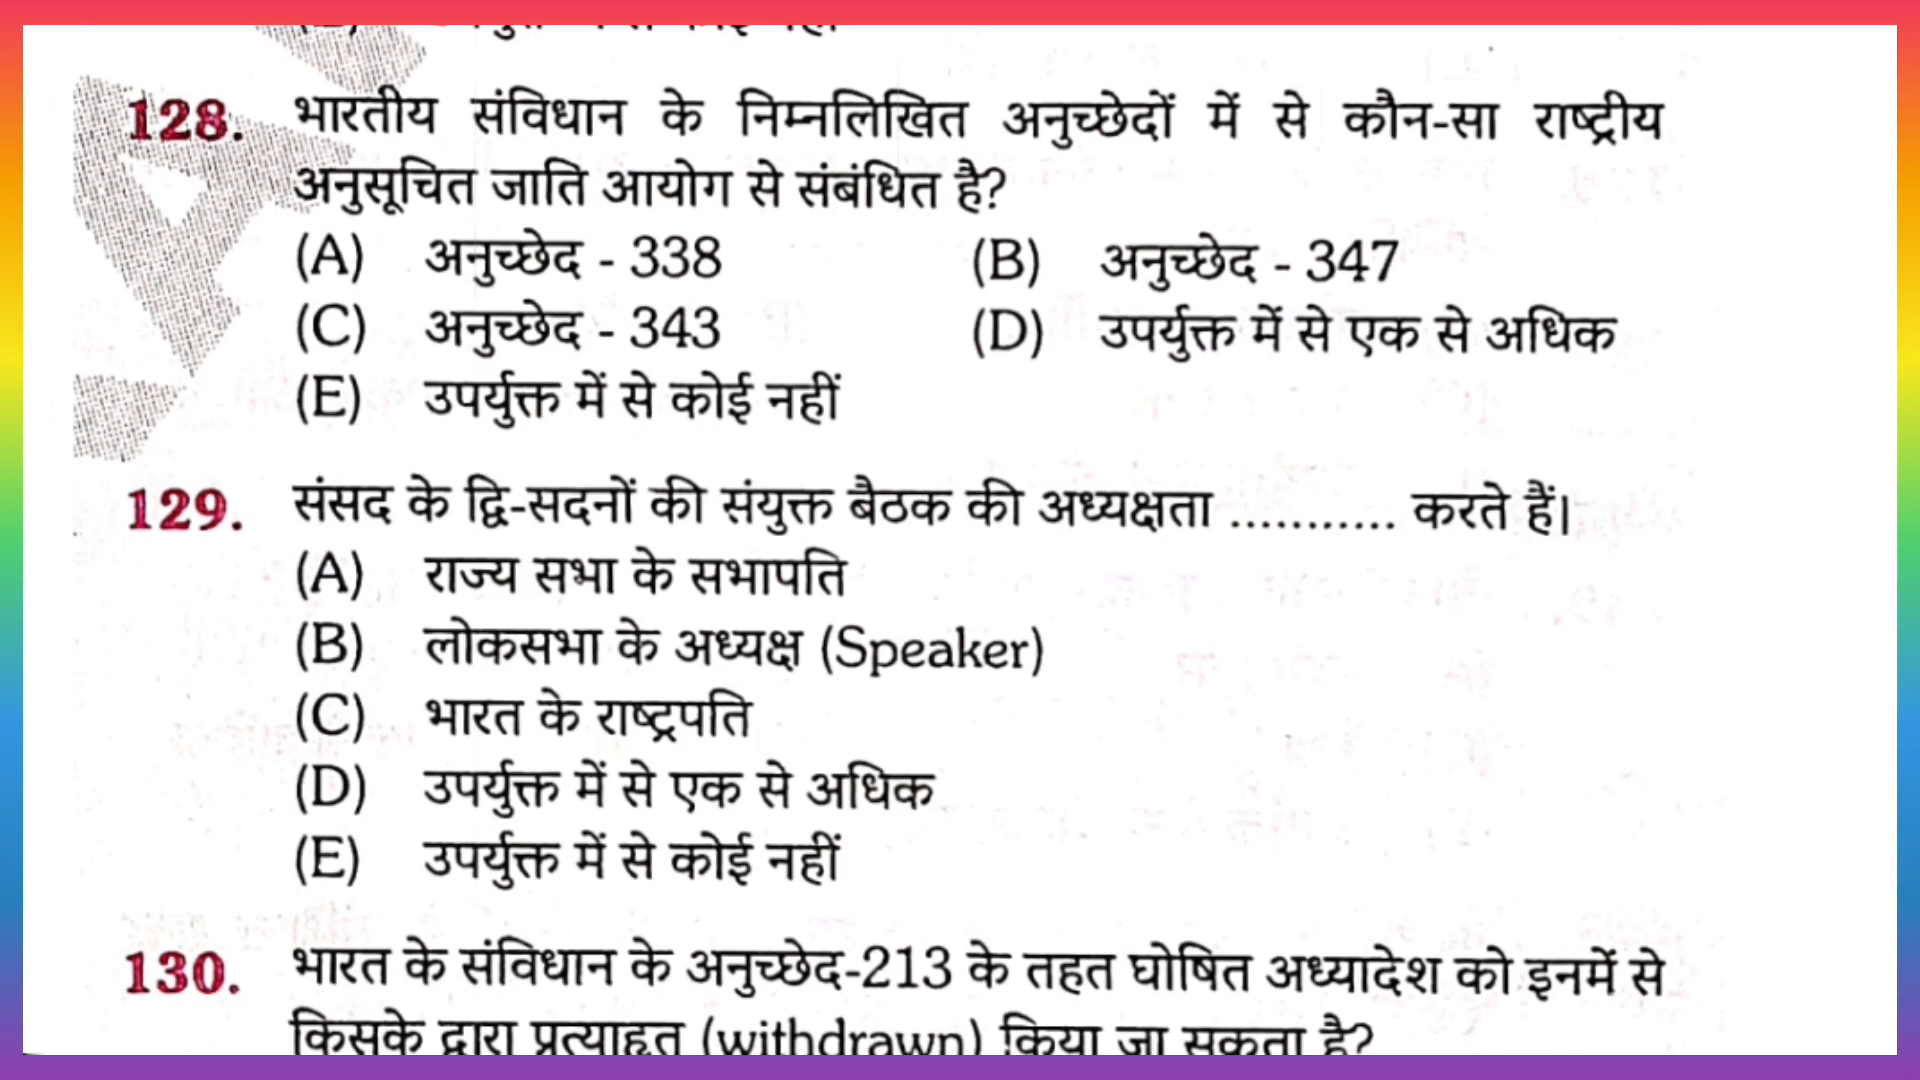 128. भारतीय संविधान के निम्नलिखित अनुच्छेदों में से कौन-सा राष्ट्रीय
अनुसूचित जाति आयोग से संबंधित है?
(A) अनुच्छेद - 338 (B) अनुच्छेद - 347
(C) अनुच्छेद - 343 (D) उपर्युक्त में से एक से अधिक
(E) उपर्युक्त में से कोई नहीं
129. संसद के द्वि-सदनों की संयुक्त बैठक की अध्यक्षता ........... करते हैं।
(A) राज्य सभा के सभापति
(B) लोकसभा के अध्यक्ष (Speaker)
(C) भारत के राष्ट्रपति
(D) उपर्युक्त में से एक से अधिक
(E) उपर्युक्त में से कोई नहीं
130. भारत के संविधान के अनुच्छेद-213 के तहत घोषित अध्यादेश को इनमें से
किसके द्वारा प्रत्याहृत (withdrawn) किया जा सकता है?